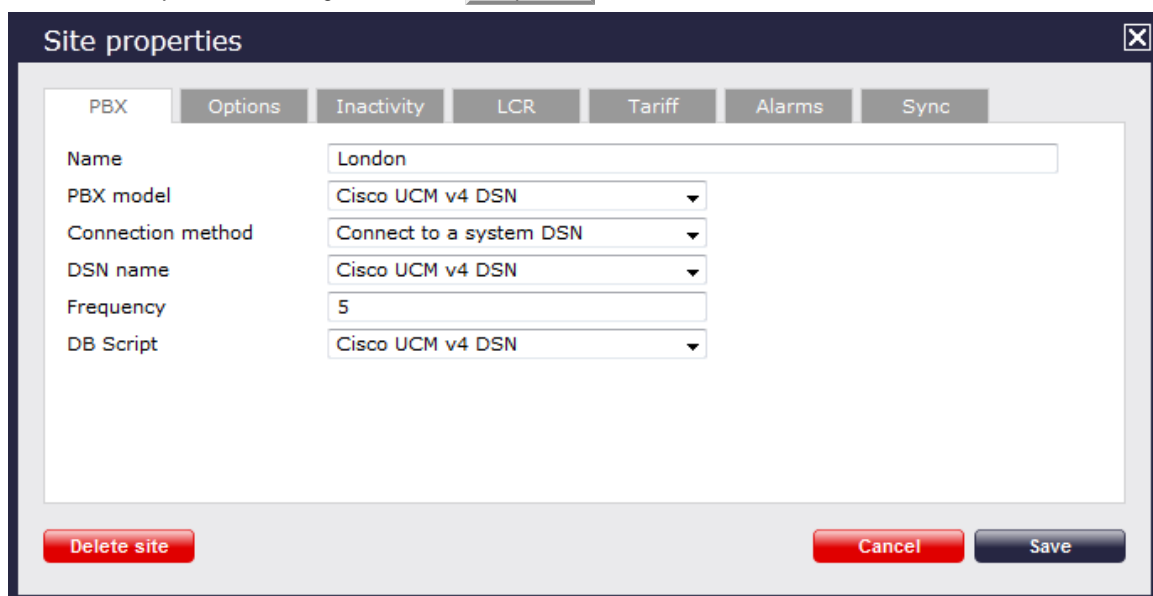 Site properties
PBX Options Inactivity LCR Tariff Alarms Sync
Name London
PBX model Cisco UCM v4 DSN
Connection method Connect to a system DSN
DSN name Cisco UCM v4 DSN
Frequency 5
DB Script Cisco UCM v4 DSN
Delete site Cancel Save